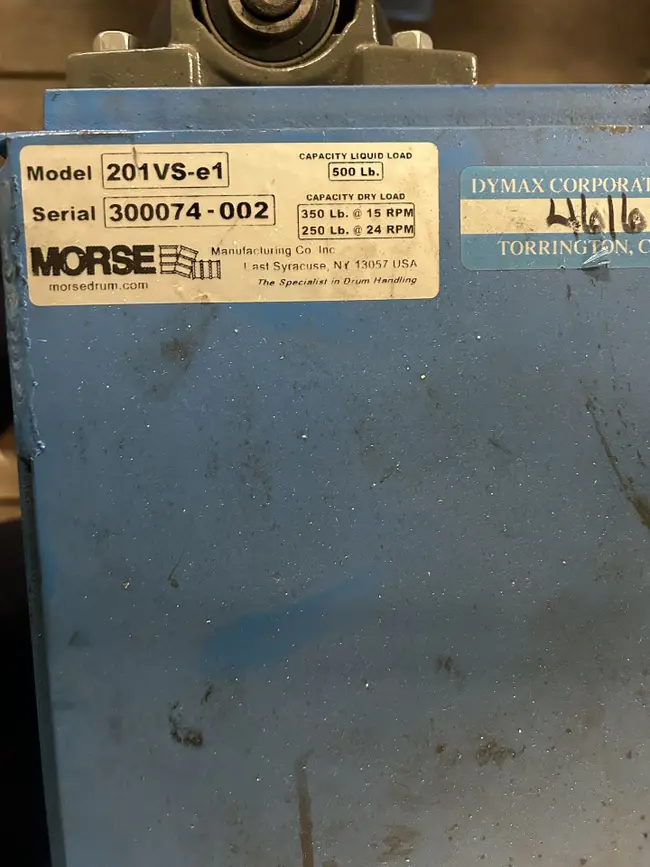 Model 201VS-e1
Serial 300074-002
CAPACITY LIQUID LOAD
500 Lb.
CAPACITY DRY LOAD
350 Lb. @ 15 RPM
250 Lb. @ 24 RPM
MORSE Manufacturing Co. Inc
East Syracuse, NY 13057 USA
morsedrum.com
The Specialist in Drum Handling
DYMAX CORPORAT
4616
TORRINGTON, C